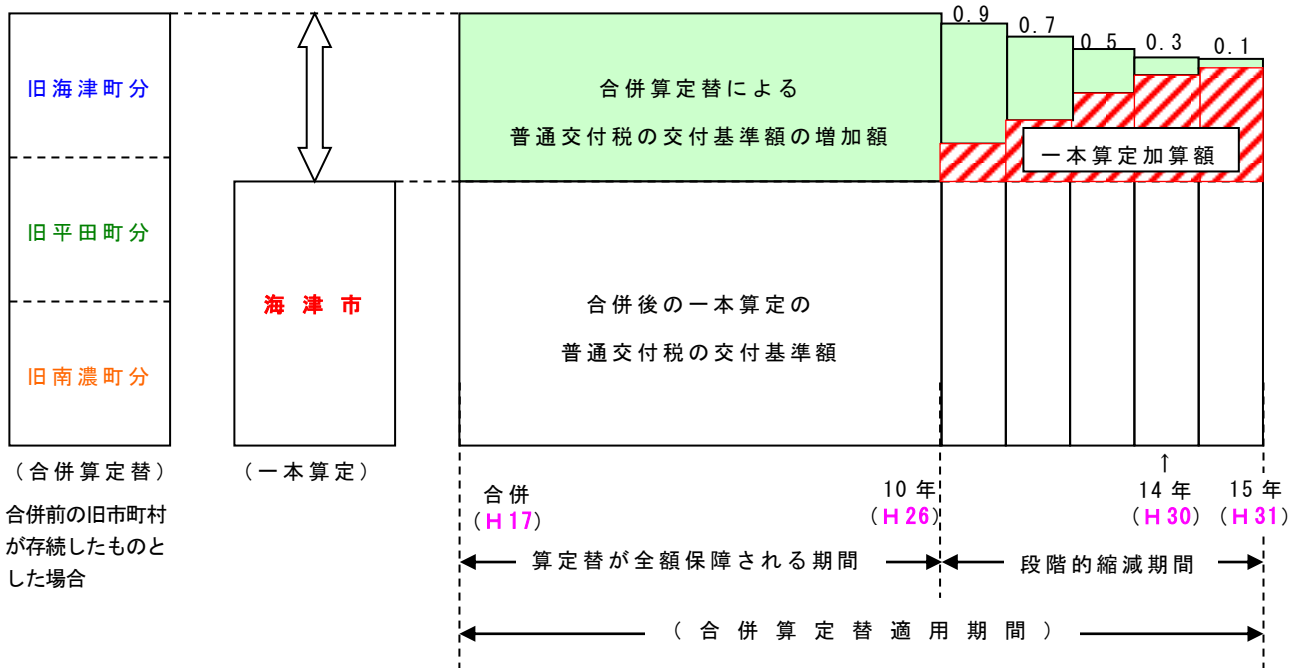 旧海津町分
旧平田町分
旧南濃町分
(合併算定替)
合併前の旧市町村
が存続したものと
した場合
海津市
(一本算定)
合併算定替による
普通交付税の交付基準額の増加額
合併後の一本算定の
普通交付税の交付基準額
0.9
0.7
0.5
0.3
0.1
一本算定加算額
合併
(H17)
10年
(H26)
↑
14年
(H30)
15年
(H31)
算定替が全額保障される期間
段階的縮減期間
(合併算定替適用期間)